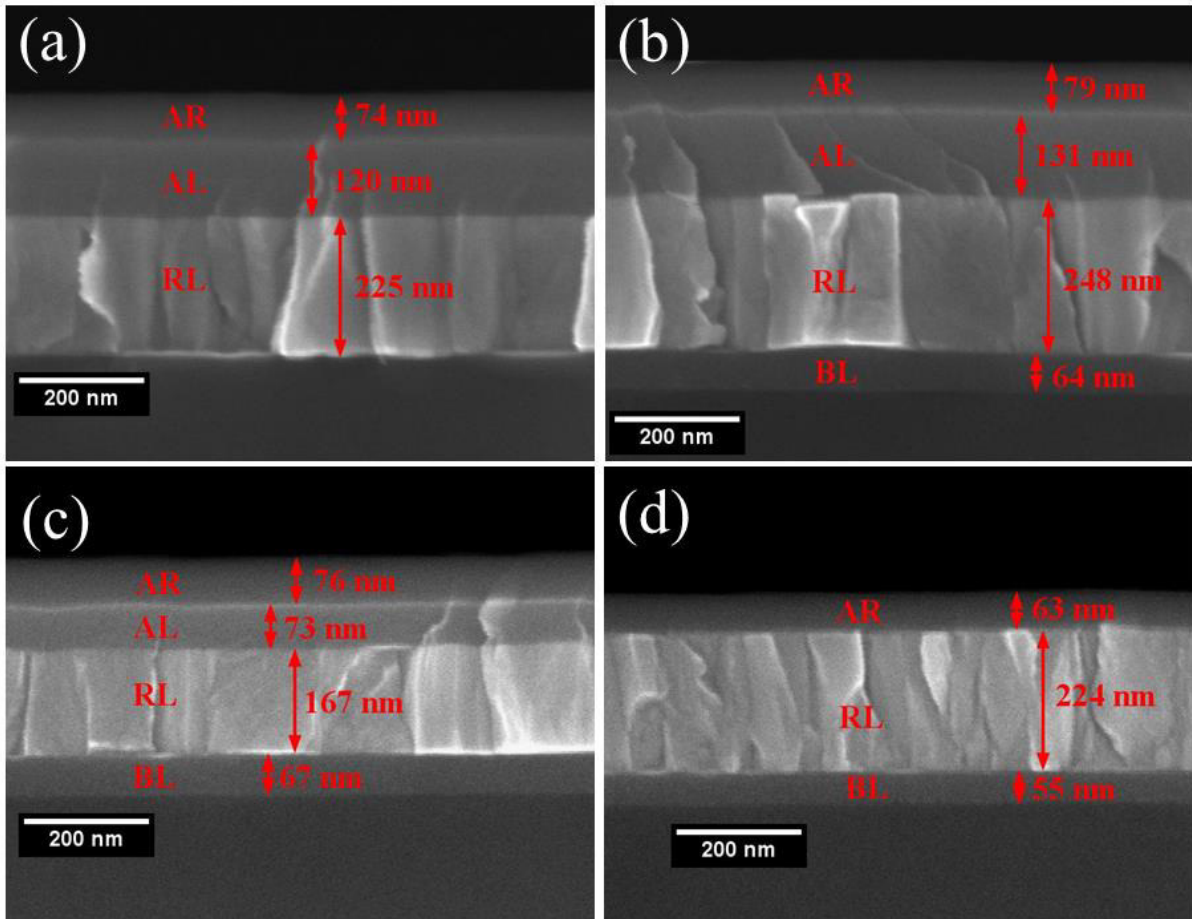 (a)
AR
74 nm
AL
120 nm
RL
225 nm
200 nm
(b)
AR
79 nm
AL
131 nm
RL
248 nm
BL
64 nm
200 nm
(c)
AR
76 nm
AL
73 nm
RL
167 nm
BL
67 nm
200 nm
(d)
AR
63 nm
RL
224 nm
BL
55 nm
200 nm